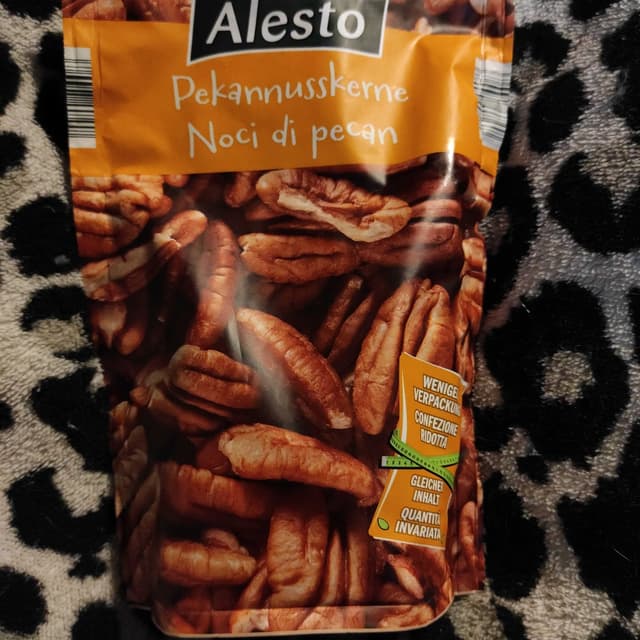 Alesto
Pekannusskerne
Noci di pecan
WENIGER
VERPACKUNG
CONFEZIONE
RIDOTTA
GLEICHER
INHALT
QUANTITÀ
INVARIATA